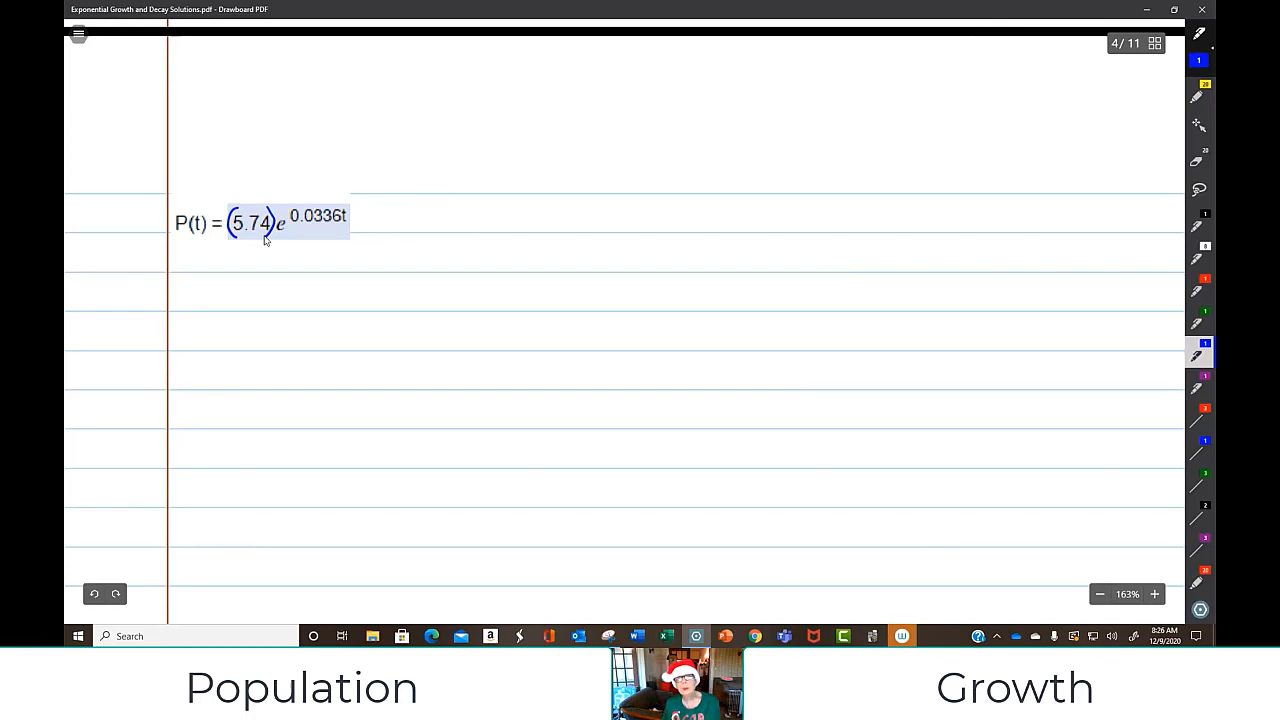 Exponential Growth and Decay Solutions.pdf - Drawboard PDF
4 / 11
P(t) = (5.74)e^0.0336t
163%
Search
8:26 AM
12/9/2020
Population
Growth